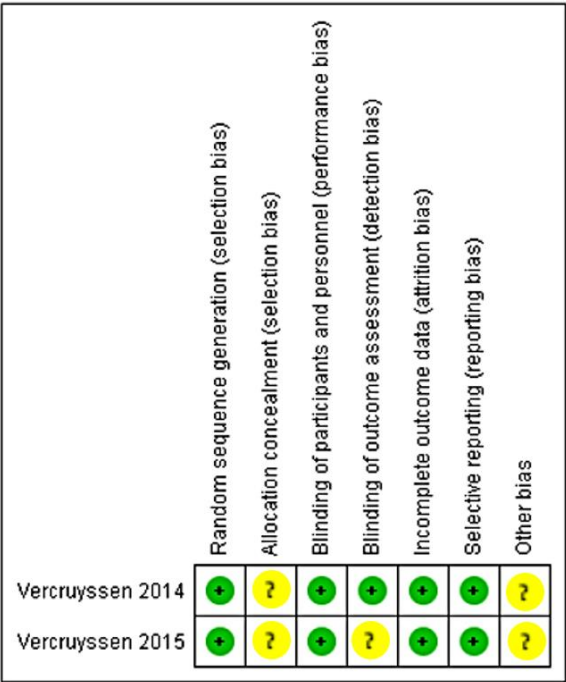 Random sequence generation (selection bias)
Allocation concealment (selection bias)
Blinding of participants and personnel (performance bias)
Blinding of outcome assessment (detection bias)
Incomplete outcome data (attrition bias)
Selective reporting (reporting bias)
Other bias
Vercruyssen 2014 + ? + + + + ?
Vercruyssen 2015 + ? + ? + + ?